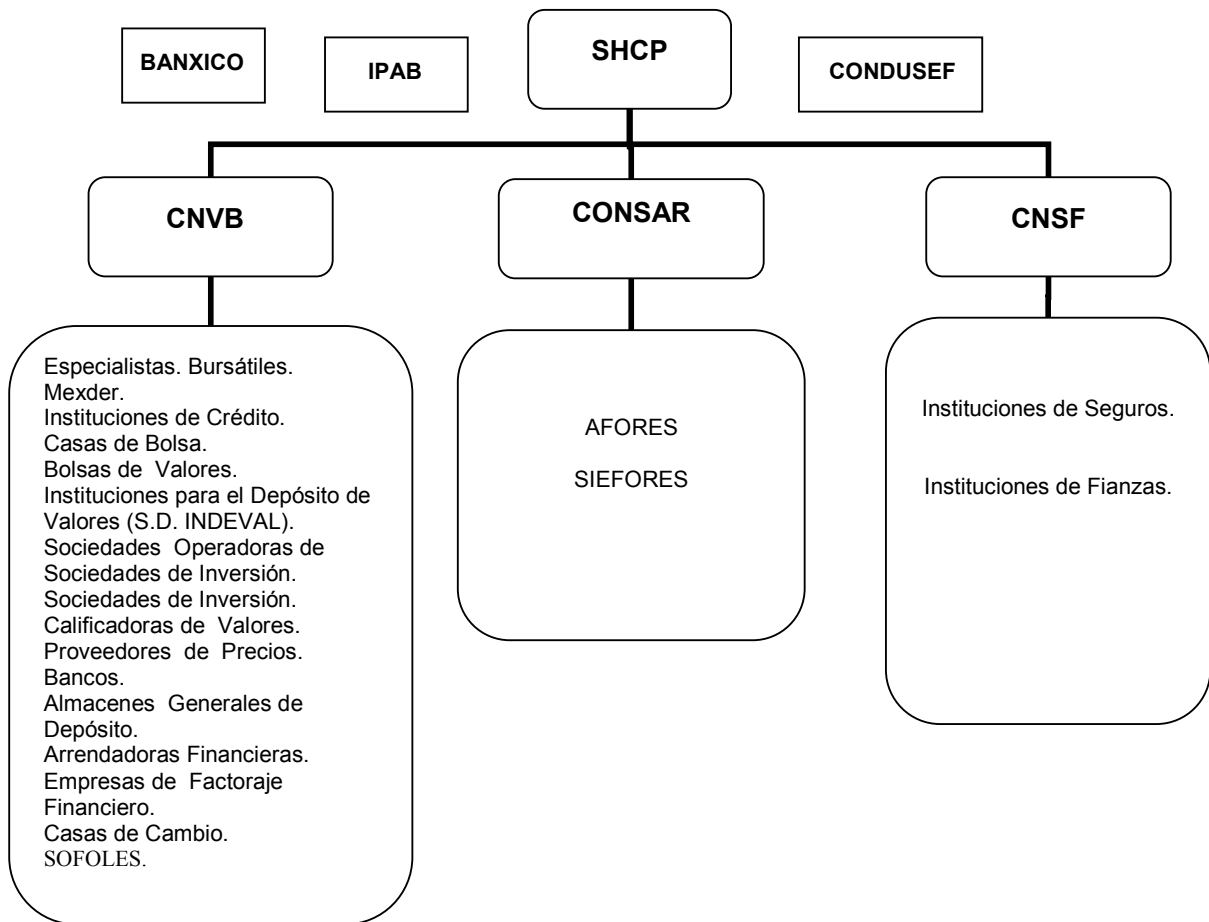 SHCP
BANXICO
IPAB
CONDUSEF
CNVB
CONSAR
CNSF
Especialistas. Bursátiles.
Mexder.
Instituciones de Crédito.
Casas de Bolsa.
Bolsas de Valores.
Instituciones para el Depósito de
Valores (S.D. INDEVAL).
Sociedades Operadoras de
Sociedades de Inversión.
Sociedades de Inversión.
Calificadoras de Valores.
Proveedores de Precios.
Bancos.
Almacenes Generales de
Depósito.
Arrendadoras Financieras.
Empresas de Factoraje
Financiero.
Casas de Cambio.
SOFOLES.
AFORES
SIEFORES
Instituciones de Seguros.
Instituciones de Fianzas.